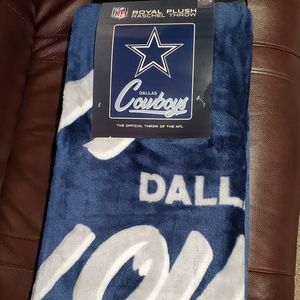 NFL ROYAL PLUSH
RASCHEL THROW
DALLAS
Cowboys
THE OFFICIAL THROW OF THE NFL
DALL